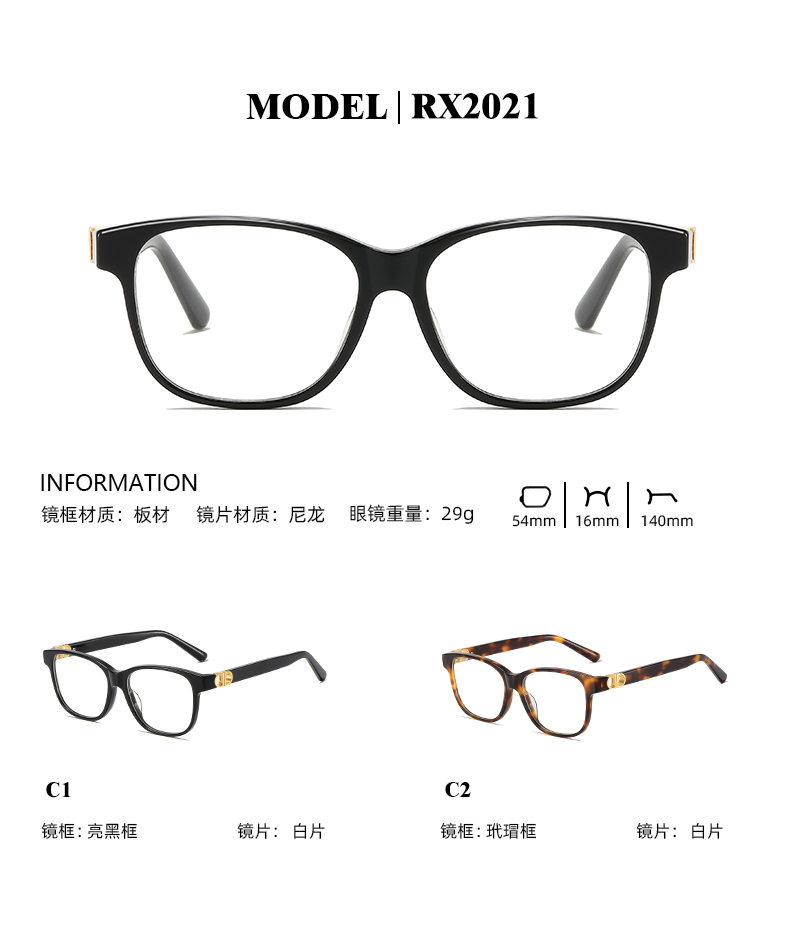 MODEL | RX2021
INFORMATION
镜框材质：板材 镜片材质：尼龙 眼镜重量：29g
54mm 16mm 140mm
C1 C2
镜框：亮黑框 镜片： 白片 镜框：玳瑁框 镜片： 白片